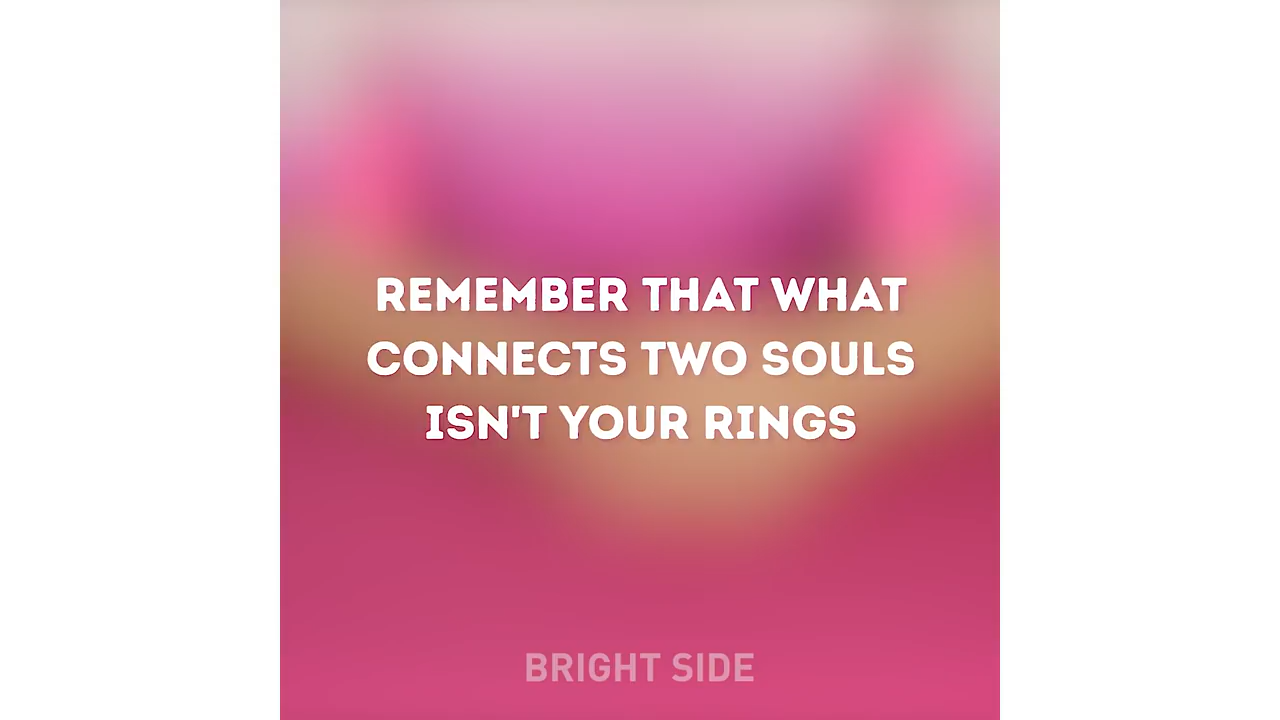 REMEMBER THAT WHAT
CONNECTS TWO SOULS
ISN'T YOUR RINGS
BRIGHT SIDE